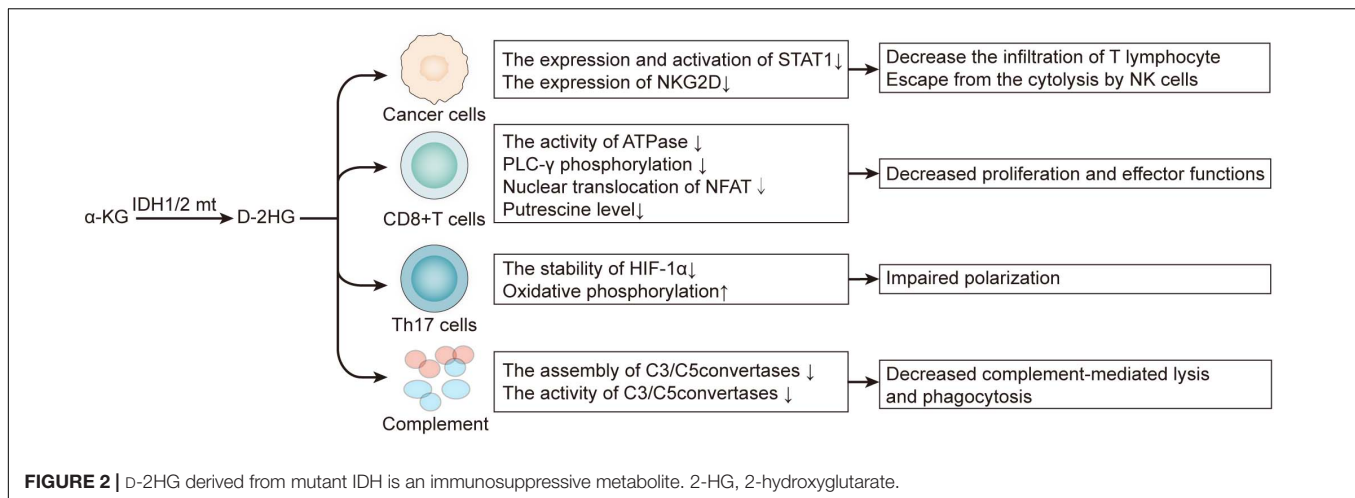 α-KG
IDH1/2 mt
D-2HG
Cancer cells
The expression and activation of STAT1↓
The expression of NKG2D↓
Decrease the infiltration of T lymphocyte
Escape from the cytolysis by NK cells
CD8+T cells
The activity of ATPase ↓
PLC-γ phosphorylation ↓
Nuclear translocation of NFAT ↓
Putrescine level↓
Decreased proliferation and effector functions
Th17 cells
The stability of HIF-1α↓
Oxidative phosphorylation↑
Impaired polarization
Complement
The assembly of C3/C5convertases ↓
The activity of C3/C5convertases ↓
Decreased complement-mediated lysis
and phagocytosis
FIGURE 2 | D-2HG derived from mutant IDH is an immunosuppressive metabolite. 2-HG, 2-hydroxyglutarate.